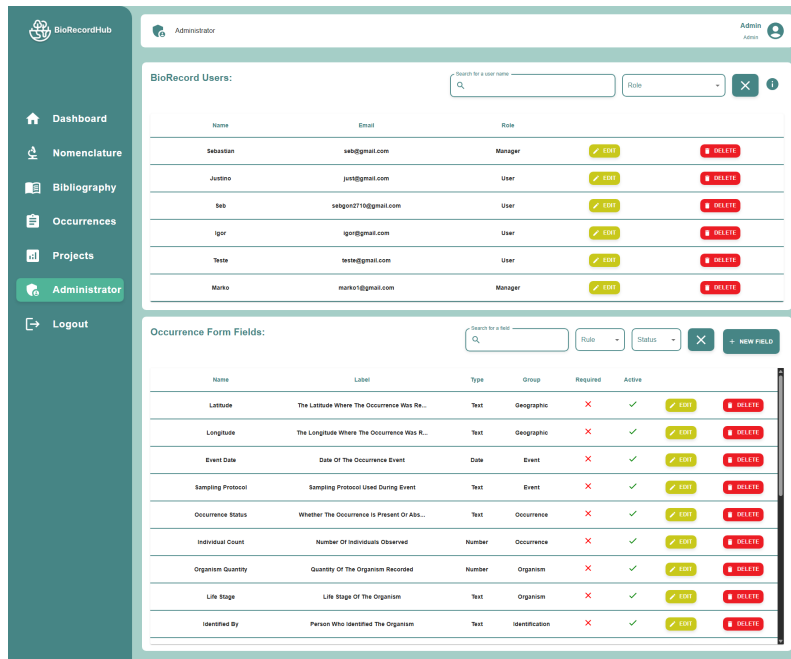 BioRecordHub
Administrator
Admin
Admin
Dashboard
Nomenclature
Bibliography
Occurrences
Projects
Administrator
Logout
BioRecord Users:
Search for a user name
Role
Name Email Role
Sebastian seb@gmail.com Manager EDIT DELETE
Justino just@gmail.com User EDIT DELETE
Seb sebgon2710@gmail.com User EDIT DELETE
Igor igor@gmail.com User EDIT DELETE
Teste teste@gmail.com User EDIT DELETE
Marko marko1@gmail.com Manager EDIT DELETE
Occurrence Form Fields:
Search for a field
Rule
Status
+ NEW FIELD
Name Label Type Group Required Active
Latitude The Latitude Where The Occurrence Was Re... Text Geographic EDIT DELETE
Longitude The Longitude Where The Occurrence Was R... Text Geographic EDIT DELETE
Event Date Date Of The Occurrence Event Date Event EDIT DELETE
Sampling Protocol Sampling Protocol Used During Event Text Event EDIT DELETE
Occurrence Status Whether The Occurrence Is Present Or Abs... Text Occurrence EDIT DELETE
Individual Count Number Of Individuals Observed Number Occurrence EDIT DELETE
Organism Quantity Quantity Of The Organism Recorded Number Organism EDIT DELETE
Life Stage Life Stage Of The Organism Text Organism EDIT DELETE
Identified By Person Who Identified The Organism Text Identification EDIT DELETE